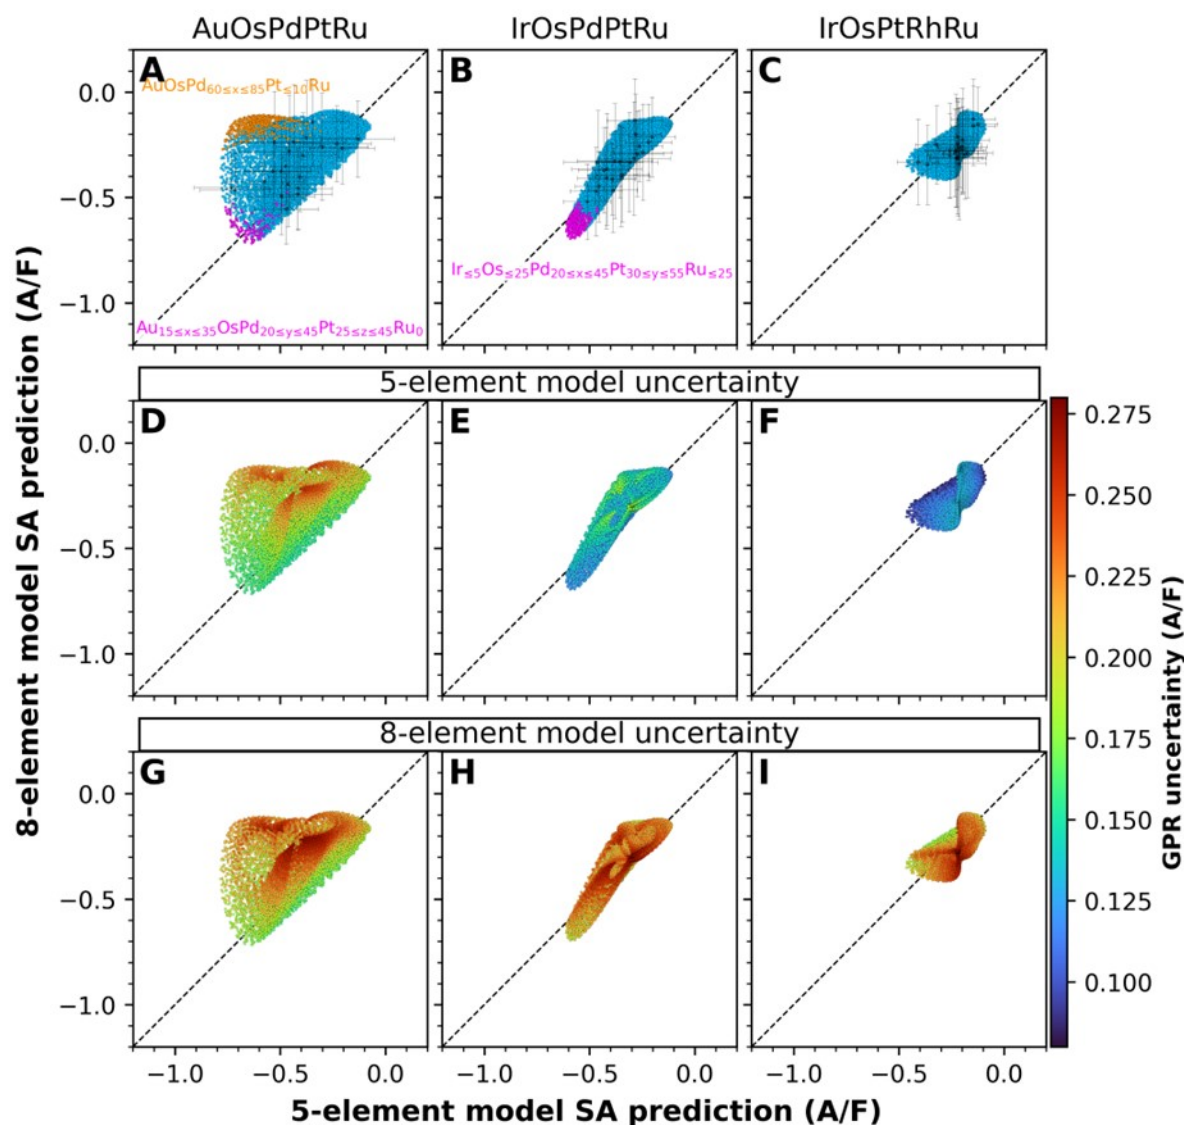 AuOsPdPtRu IrOsPdPtRu IrOsPtRhRu
A B C
AuOsPd₆₀≤ₓ≤₈₅Pt≤₁₀Ru
Ir≤₅Os≤₂₅Pd₂₀≤ₓ≤₄₅Pt₃₀≤y≤₅₅Ru≤₂₅
Au₁₅≤ₓ≤₃₅OsPd₂₀≤y≤₄₅Pt₂₅≤z≤₄₅Ru₀
0.0
−0.5
−1.0
5-element model uncertainty
D E F
0.0
−0.5
−1.0
8-element model uncertainty
G H I
0.0
−0.5
−1.0
−1.0 −0.5 0.0 −1.0 −0.5 0.0 −1.0 −0.5 0.0
5-element model SA prediction (A/F)
8-element model SA prediction (A/F)
0.275
0.250
0.225
0.200
0.175
0.150
0.125
0.100
GPR uncertainty (A/F)